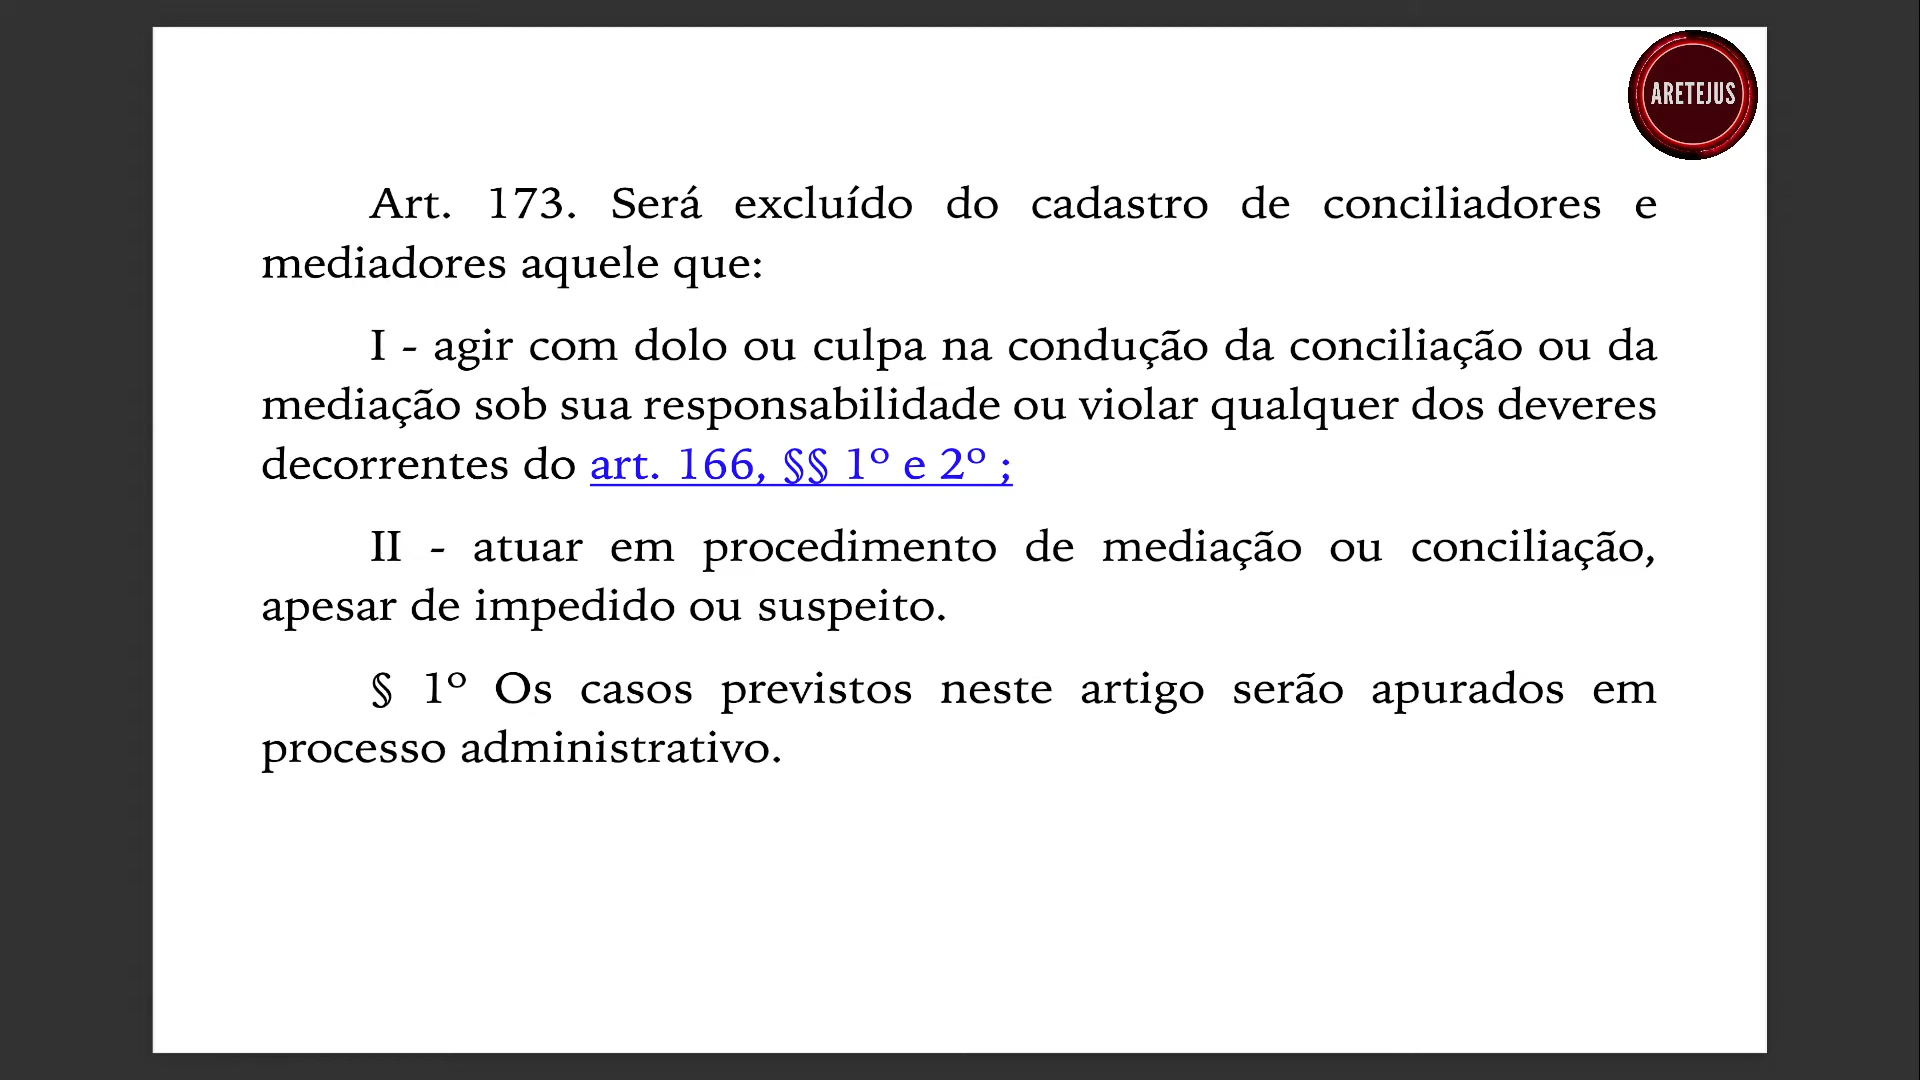 ARETEJUS
Art. 173. Será excluído do cadastro de conciliadores e
mediadores aquele que:
I - agir com dolo ou culpa na condução da conciliação ou da
mediação sob sua responsabilidade ou violar qualquer dos deveres
decorrentes do art. 166, §§ 1º e 2º ;
II - atuar em procedimento de mediação ou conciliação,
apesar de impedido ou suspeito.
§ 1º Os casos previstos neste artigo serão apurados em
processo administrativo.